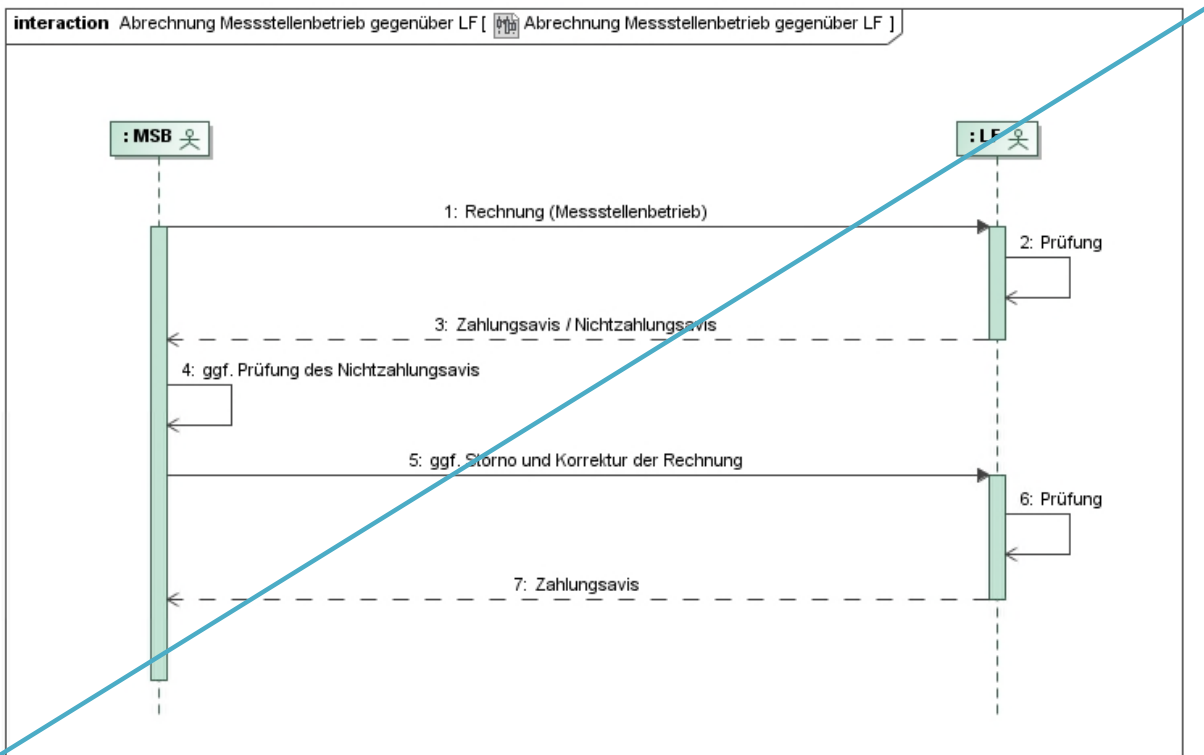 interaction Abrechnung Messstellenbetrieb gegenüber LF [ Abrechnung Messstellenbetrieb gegenüber LF ]
: MSB
: LF
1: Rechnung (Messstellenbetrieb)
2: Prüfung
3: Zahlungsavis / Nichtzahlungsavis
4: ggf. Prüfung des Nichtzahlungsavis
5: ggf. Storno und Korrektur der Rechnung
6: Prüfung
7: Zahlungsavis